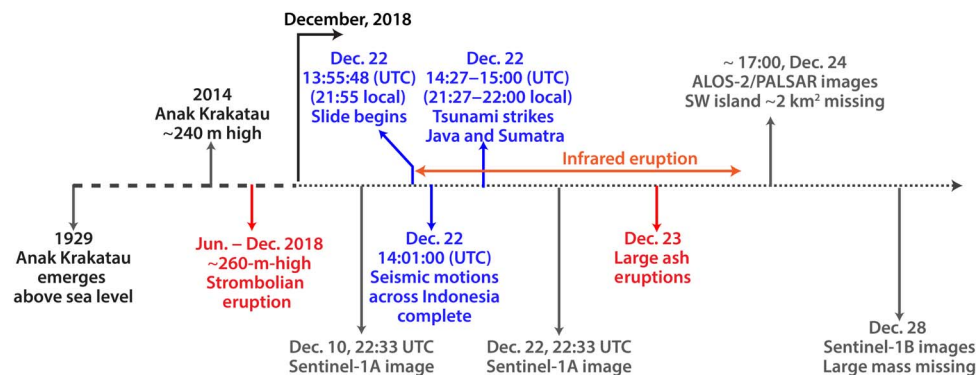 December, 2018
Dec. 22
13:55:48 (UTC)
(21:55 local)
Slide begins
Dec. 22
14:27–15:00 (UTC)
(21:27–22:00 local)
Tsunami strikes
Java and Sumatra
~ 17:00, Dec. 24
ALOS-2/PALSAR images
SW island ~2 km² missing
2014
Anak Krakatau
~240 m high
Infrared eruption
1929
Anak Krakatau
emerges
above sea level
Jun. – Dec. 2018
~260-m-high
Strombolian
eruption
Dec. 22
14:01:00 (UTC)
Seismic motions
across Indonesia
complete
Dec. 23
Large ash
eruptions
Dec. 10, 22:33 UTC
Sentinel-1A image
Dec. 22, 22:33 UTC
Sentinel-1A image
Dec. 28
Sentinel-1B images
Large mass missing